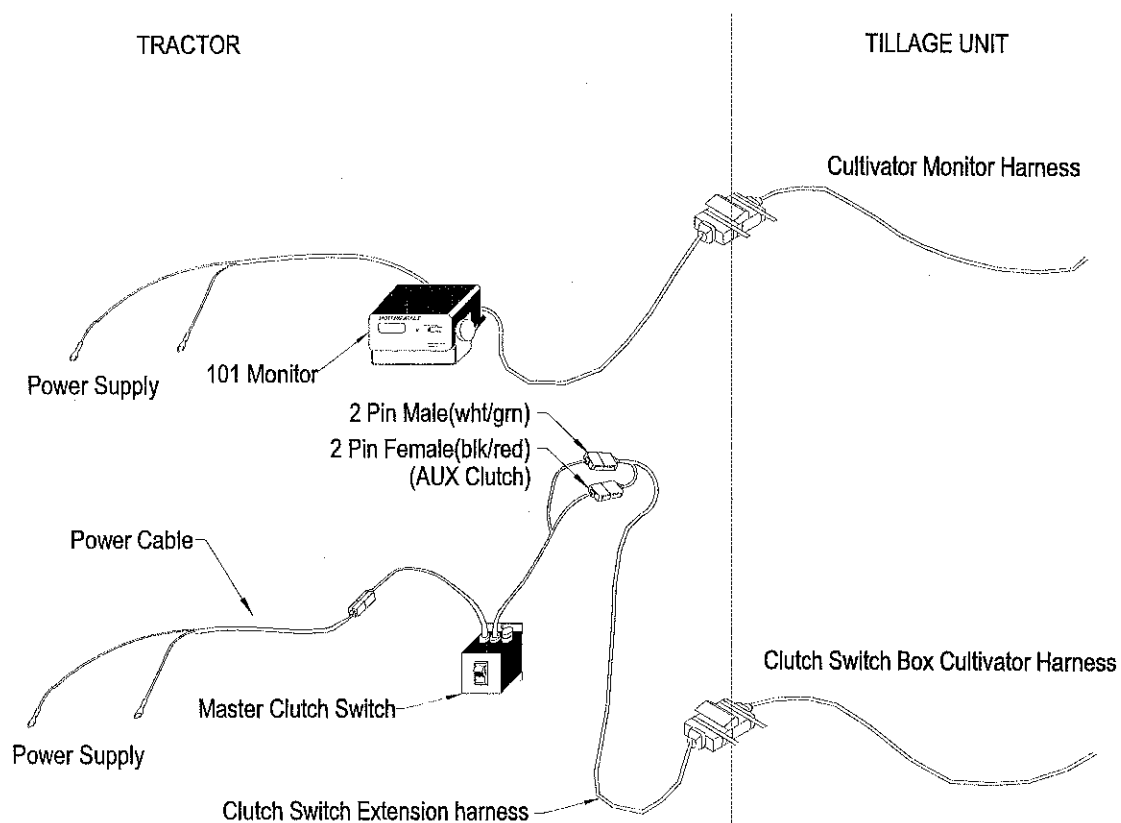 TRACTOR
TILLAGE UNIT
Cultivator Monitor Harness
Power Supply
101 Monitor
2 Pin Male(wht/grn)
2 Pin Female(blk/red)
(AUX Clutch)
Power Cable
Clutch Switch Box Cultivator Harness
Master Clutch Switch
Power Supply
Clutch Switch Extension harness